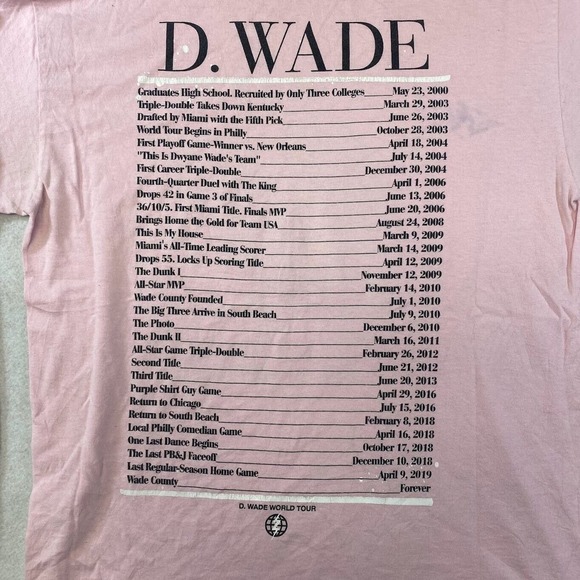 D. WADE
Graduates High School. Recruited by Only Three Colleges May 23, 2000
Triple-Double Takes Down Kentucky March 29, 2003
Drafted by Miami with the Fifth Pick June 26, 2003
World Tour Begins in Philly October 28, 2003
First Playoff Game-Winner vs. New Orleans April 18, 2004
"This Is Dwyane Wade's Team" July 14, 2004
First Career Triple-Double December 30, 2004
Fourth-Quarter Duel with The King April 1, 2006
Drops 42 in Game 3 of Finals June 13, 2006
36/10/5. First Miami Title. Finals MVP June 20, 2006
Brings Home the Gold for Team USA August 24, 2008
This Is My House March 9, 2009
Miami's All-Time Leading Scorer March 14, 2009
Drops 55. Locks Up Scoring Title April 12, 2009
The Dunk I November 12, 2009
All-Star MVP February 14, 2010
Wade County Founded July 1, 2010
The Big Three Arrive in South Beach July 9, 2010
The Photo December 6, 2010
The Dunk II March 16, 2011
All-Star Game Triple-Double February 26, 2012
Second Title June 21, 2012
Third Title June 20, 2013
Purple Shirt Guy Game April 29, 2016
Return to Chicago July 15, 2016
Return to South Beach February 8, 2018
Local Philly Comedian Game April 16, 2018
One Last Dance Begins October 17, 2018
The Last PB&J Faceoff December 10, 2018
Last Regular-Season Home Game April 9, 2019
Wade County Forever
D. WADE WORLD TOUR